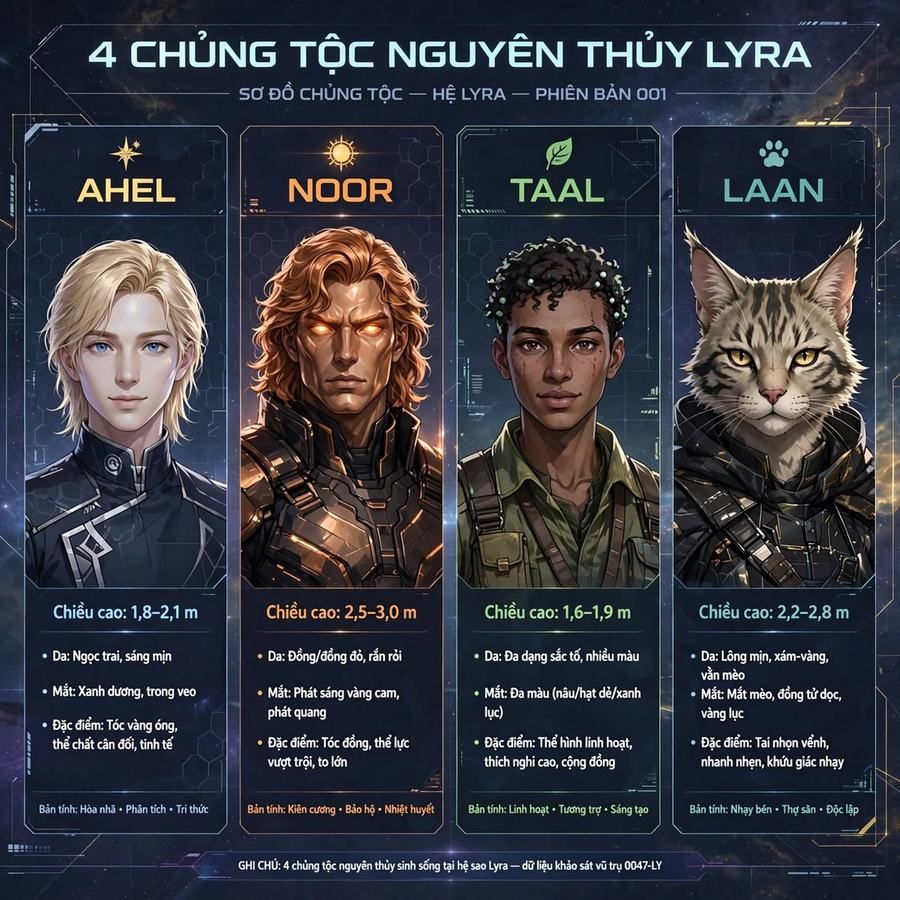 4 CHỦNG TỘC NGUYÊN THỦY LYRA
SƠ ĐỒ CHỦNG TỘC — HỆ LYRA — PHIÊN BẢN 001
AHEL
Chiều cao: 1,8–2,1 m
• Da: Ngọc trai, sáng mịn
• Mắt: Xanh dương, trong veo
• Đặc điểm: Tóc vàng óng,
thể chất cân đối, tinh tế
Bản tính: Hòa nhã • Phân tích • Tri thức
NOOR
Chiều cao: 2,5–3,0 m
• Da: Đồng/đồng đỏ, rắn rỏi
• Mắt: Phát sáng vàng cam,
phát quang
• Đặc điểm: Tóc đồng, thể lực
vượt trội, to lớn
Bản tính: Kiên cương • Bảo hộ • Nhiệt huyết
TAAL
Chiều cao: 1,6–1,9 m
• Da: Đa dạng sắc tố, nhiều màu
• Mắt: Đa màu (nâu/hạt dẻ/xanh
lục)
• Đặc điểm: Thể hình linh hoạt,
thích nghi cao, cộng đồng
Bản tính: Linh hoạt • Tương trợ • Sáng tạo
LAAN
Chiều cao: 2,2–2,8 m
• Da: Lông mịn, xám-vàng,
vằn mèo
• Mắt: Mắt mèo, đồng tử dọc,
vàng lục
• Đặc điểm: Tai nhọn vểnh,
nhanh nhẹn, khứu giác nhạy
Bản tính: Nhạy bén • Thợ săn • Độc lập
GHI CHÚ: 4 chủng tộc nguyên thủy sinh sống tại hệ sao Lyra — dữ liệu khảo sát vũ trụ 0047-LY